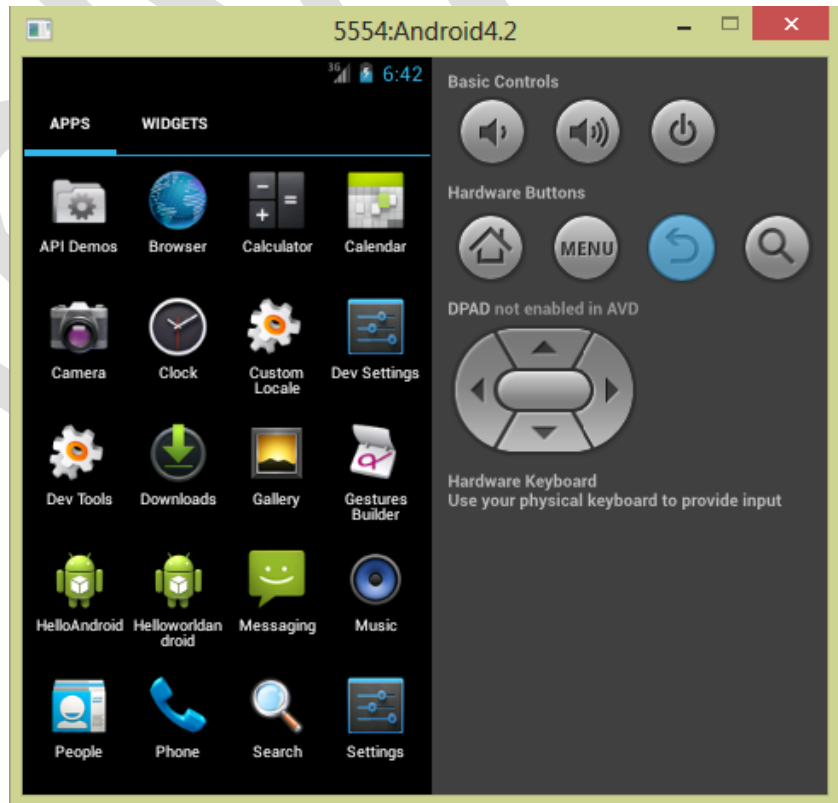 5554:Android4.2
3G 6:42
APPS WIDGETS
API Demos Browser Calculator Calendar
Camera Clock Custom Locale Dev Settings
Dev Tools Downloads Gallery Gestures Builder
HelloAndroid Helloworldan droid Messaging Music
People Phone Search Settings
Basic Controls
Hardware Buttons
MENU
DPAD not enabled in AVD
Hardware Keyboard
Use your physical keyboard to provide input